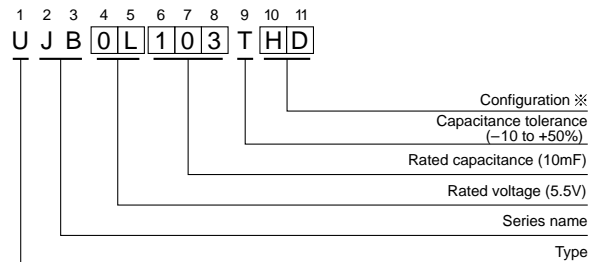 1 2 3 4 5 6 7 8 9 10 11
U J B 0 L 1 0 3 T H D
Configuration ※
Capacitance tolerance
(−10 to +50%)
Rated capacitance (10mF)
Rated voltage (5.5V)
Series name
Type